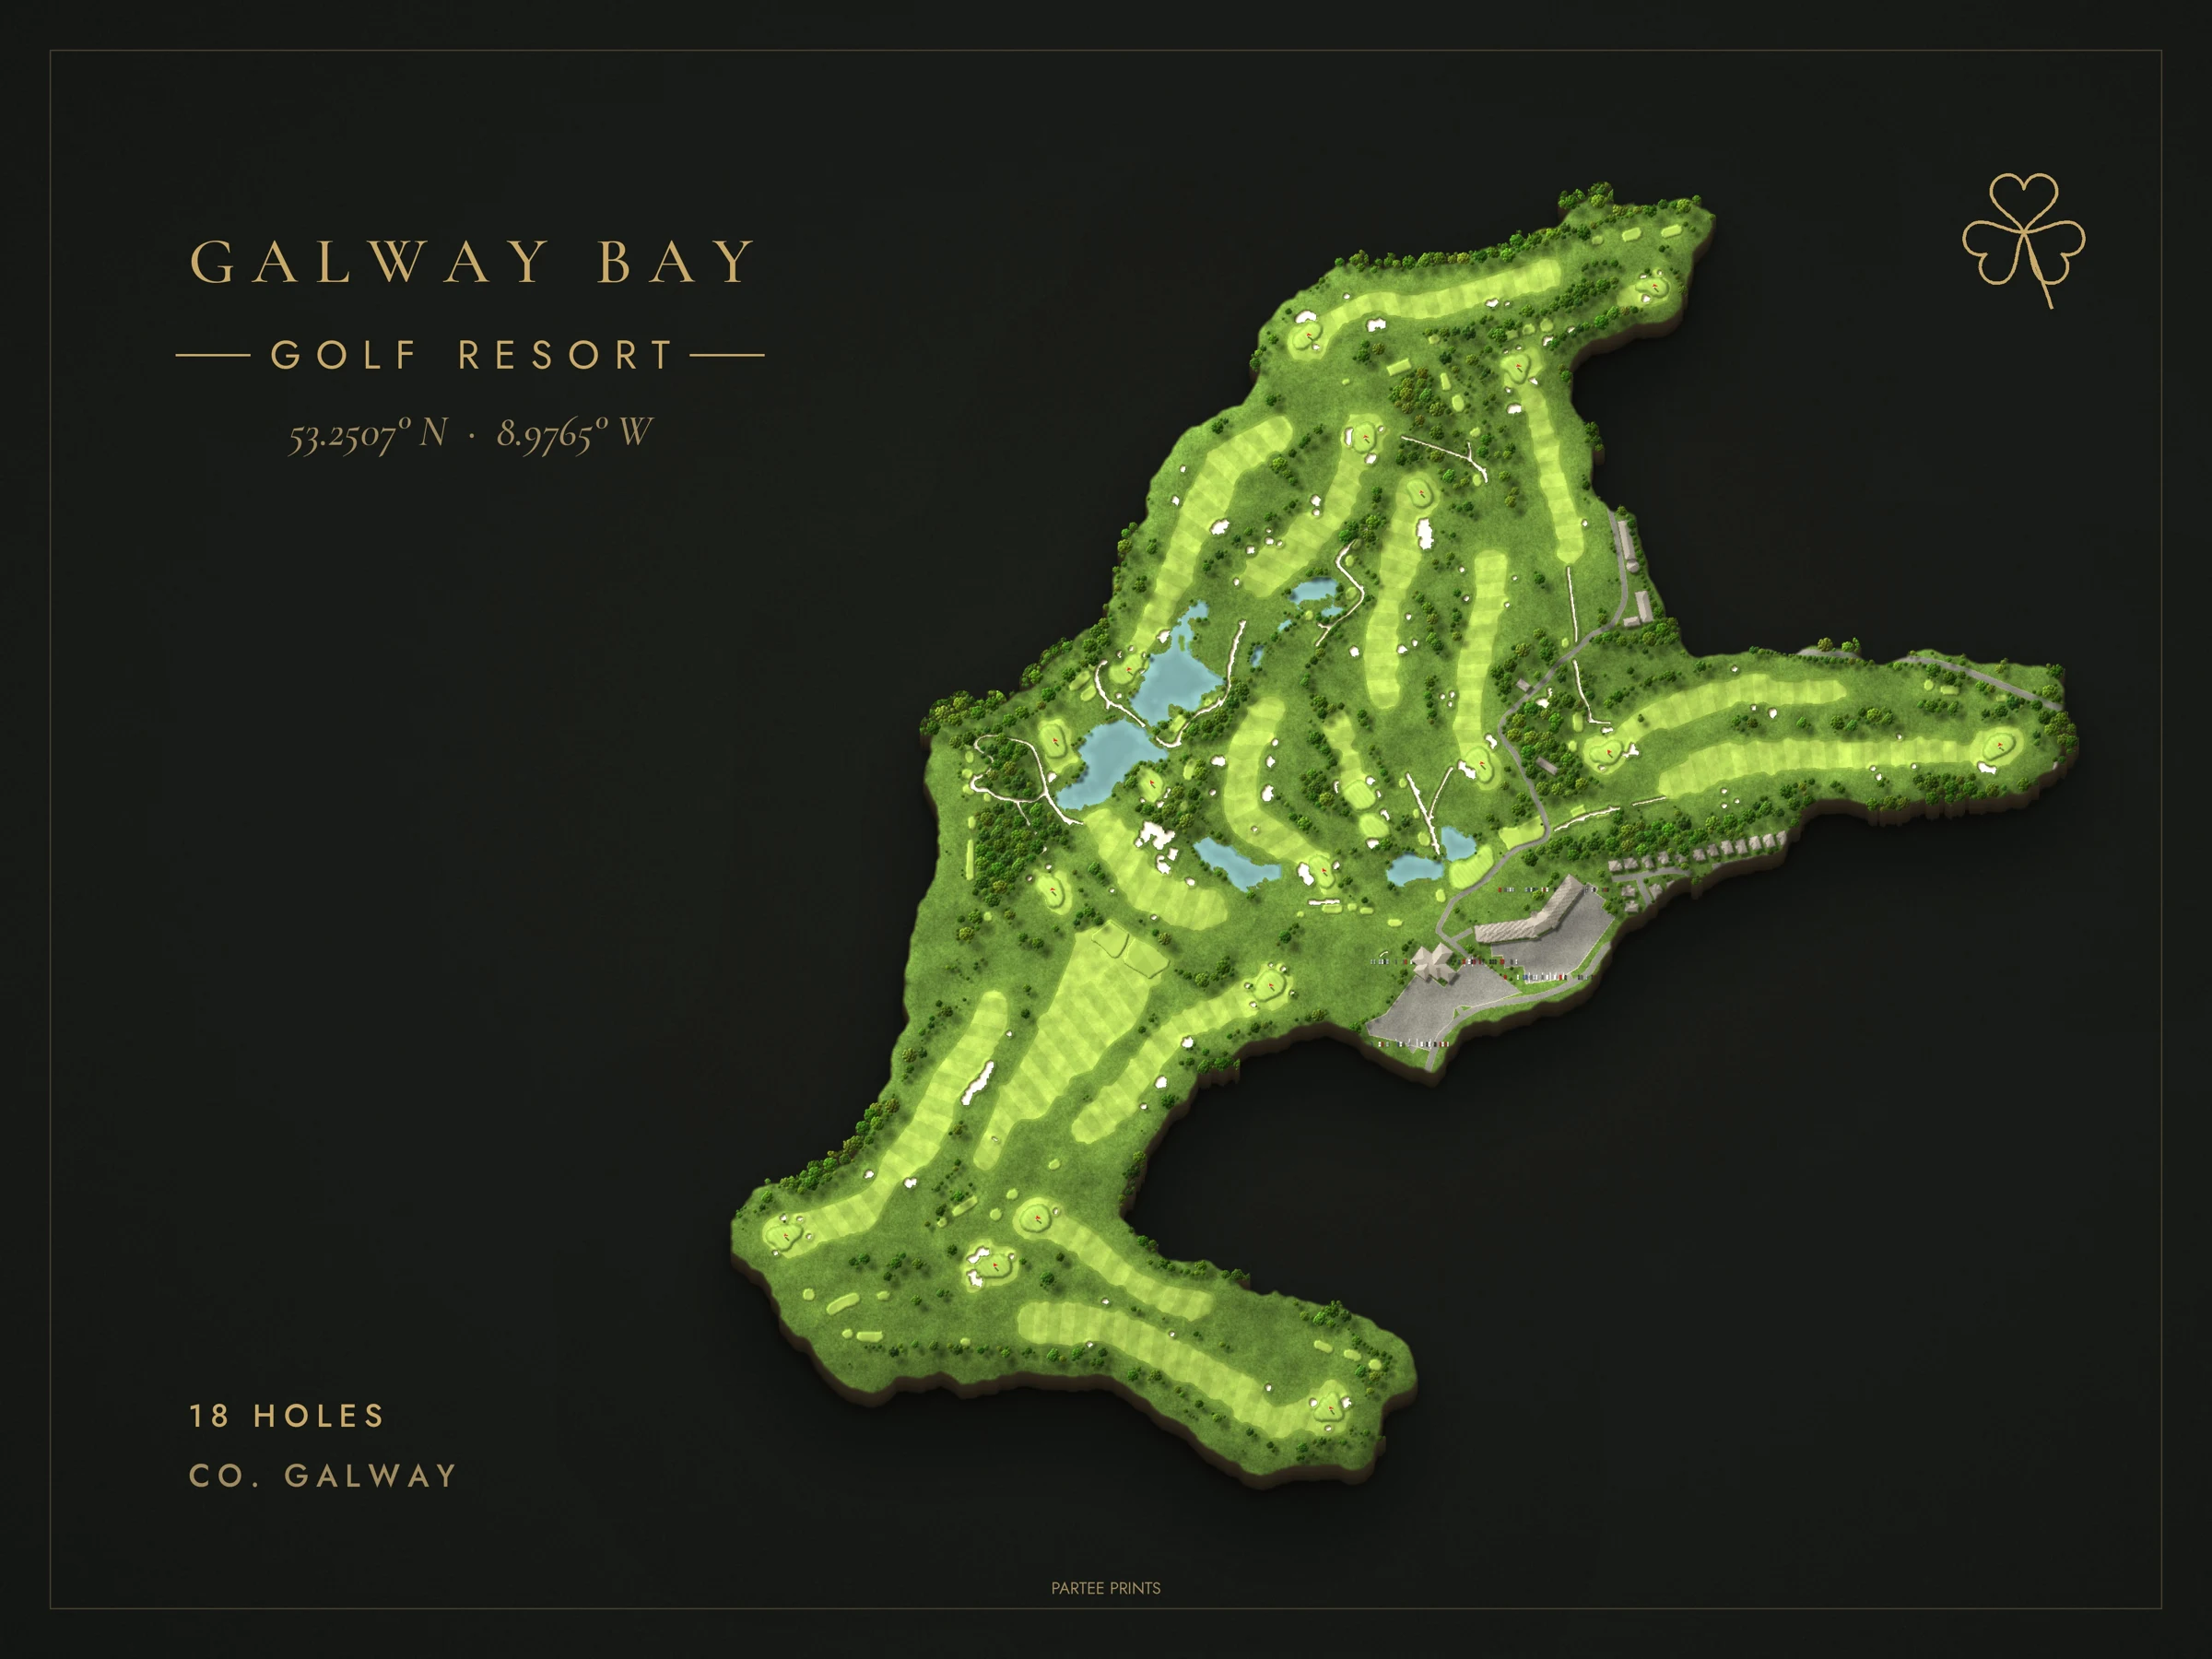 GALWAY BAY
GOLF RESORT
53.2507° N · 8.9765° W
18 HOLES
CO. GALWAY
PARTEE PRINTS